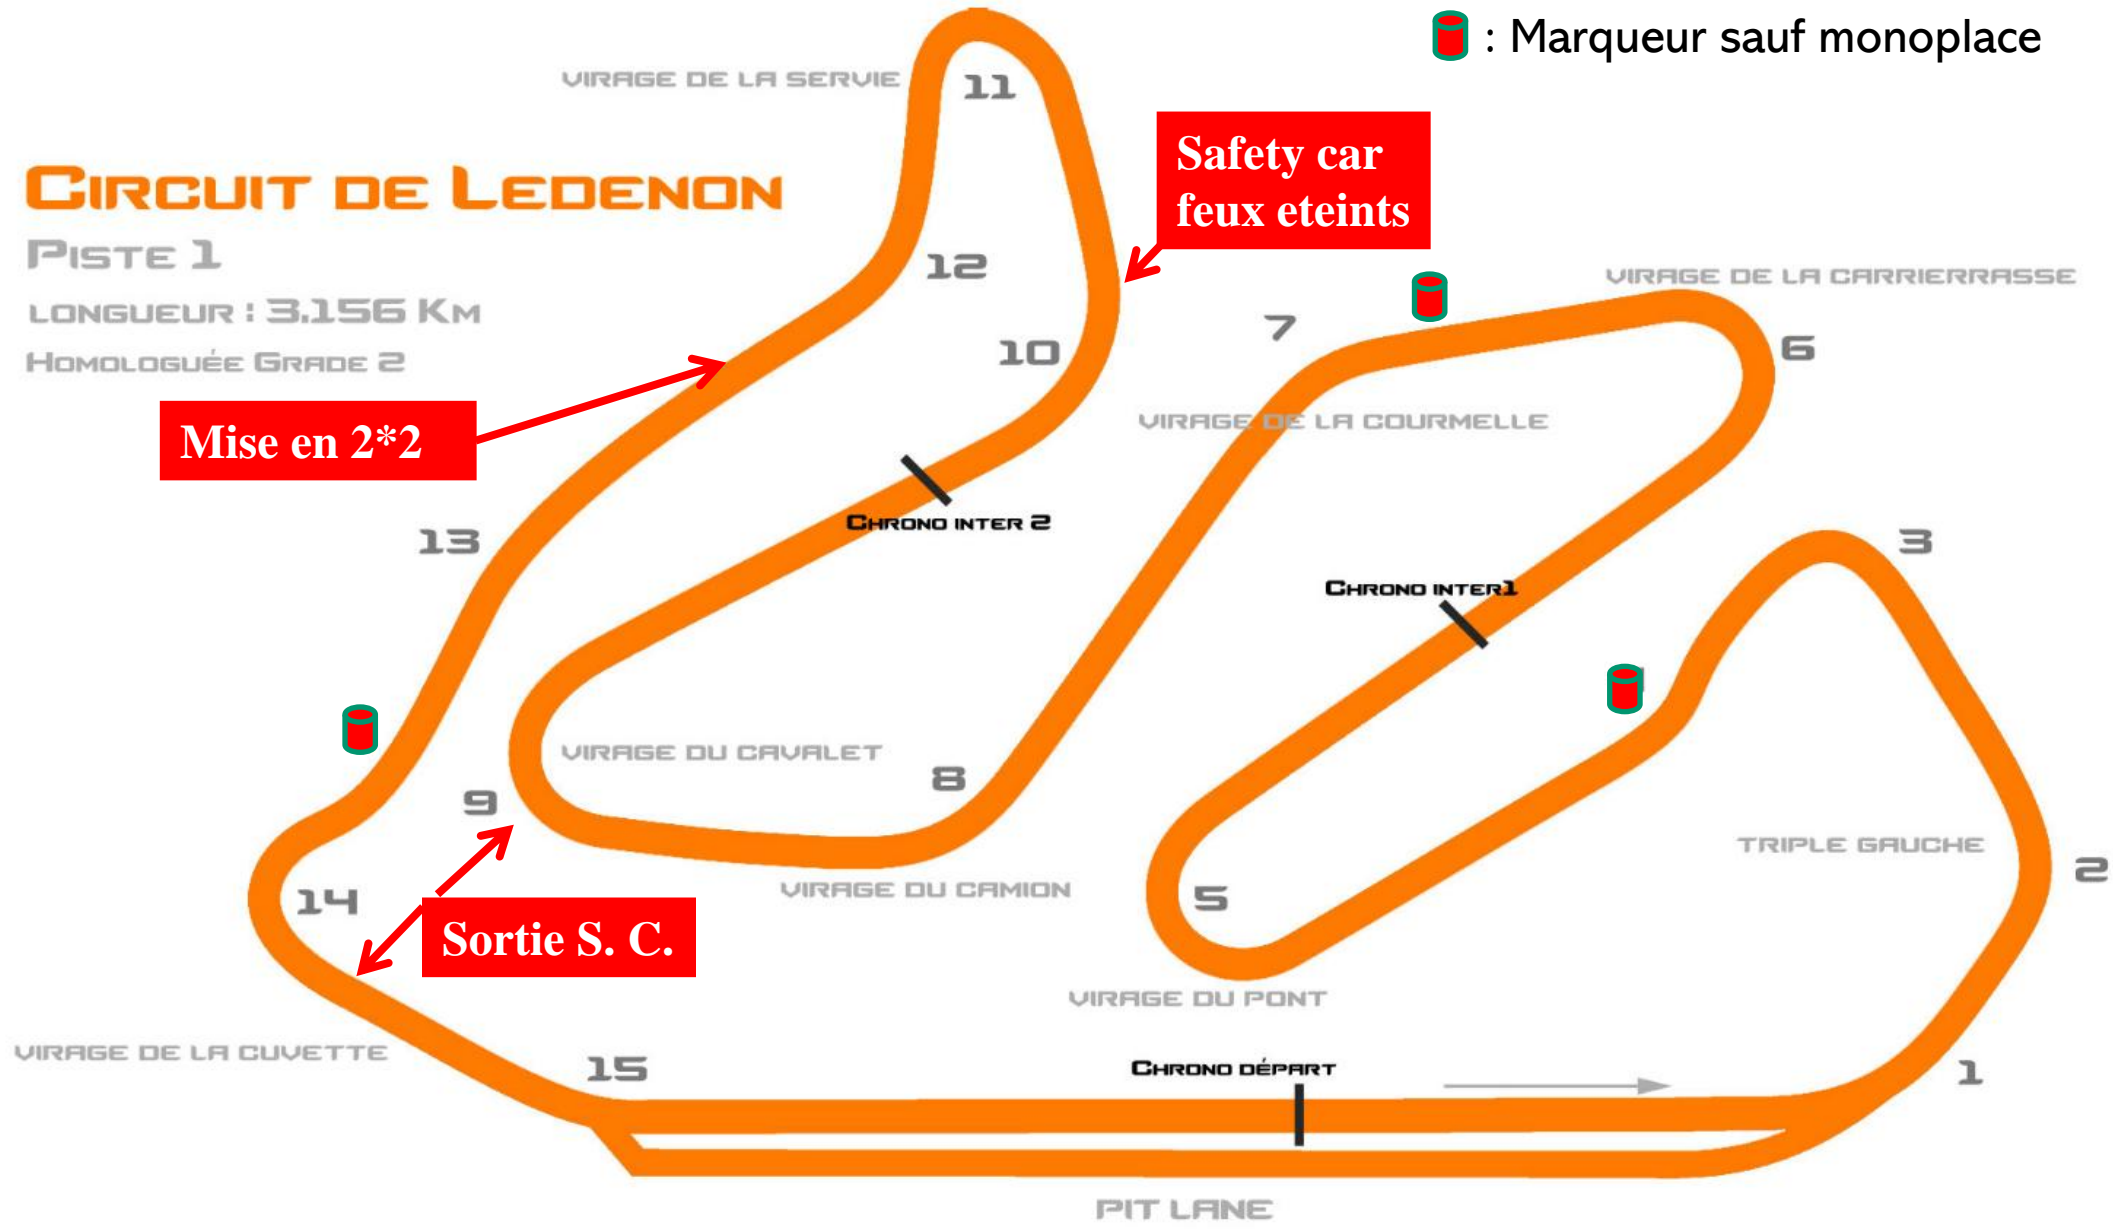 : Marqueur sauf monoplace
VIRAGE DE LA SERVIE
11
Safety car
feux eteints
CIRCUIT DE LEDENON
PISTE 1
LONGUEUR : 3.156 KM
HOMOLOGUÉE GRADE 2
12
10
7
VIRAGE DE LA CARRIERRASSE
6
Mise en 2*2
VIRAGE DE LA COURMELLE
13
CHRONO INTER 2
3
CHRONO INTER1
VIRAGE DU CAVALET
8
9
TRIPLE GAUCHE
2
VIRAGE DU CAMION
14
5
Sortie S. C.
VIRAGE DU PONT
VIRAGE DE LA CUVETTE
15
CHRONO DÉPART
1
PIT LANE